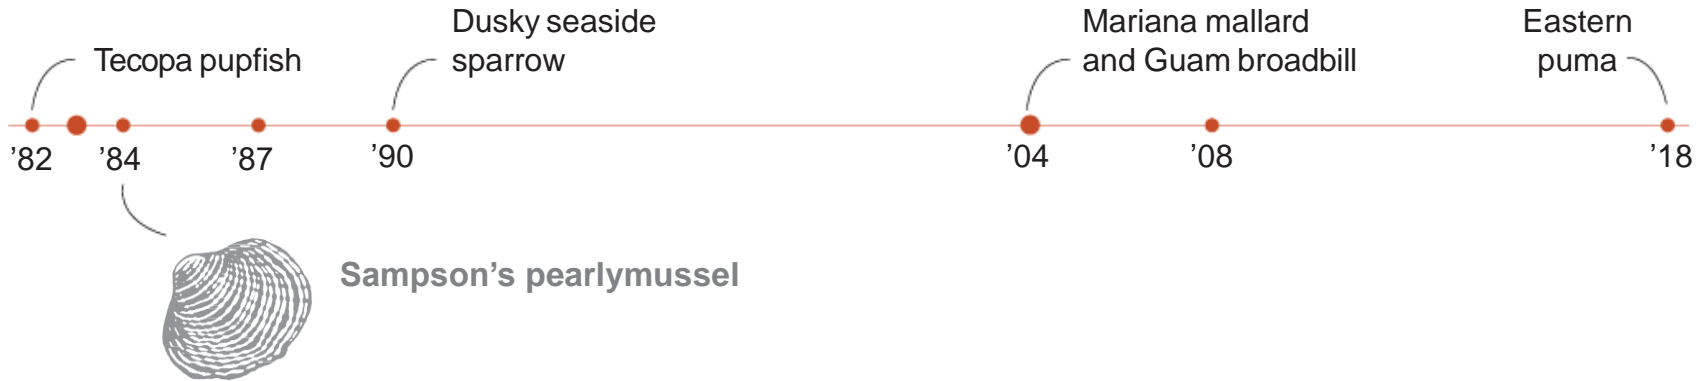 Dusky seaside
sparrow
Mariana mallard
and Guam broadbill
Eastern
puma
Tecopa pupfish
’82
’84
’87
’90
’04
’08
’18
Sampson’s pearlymussel